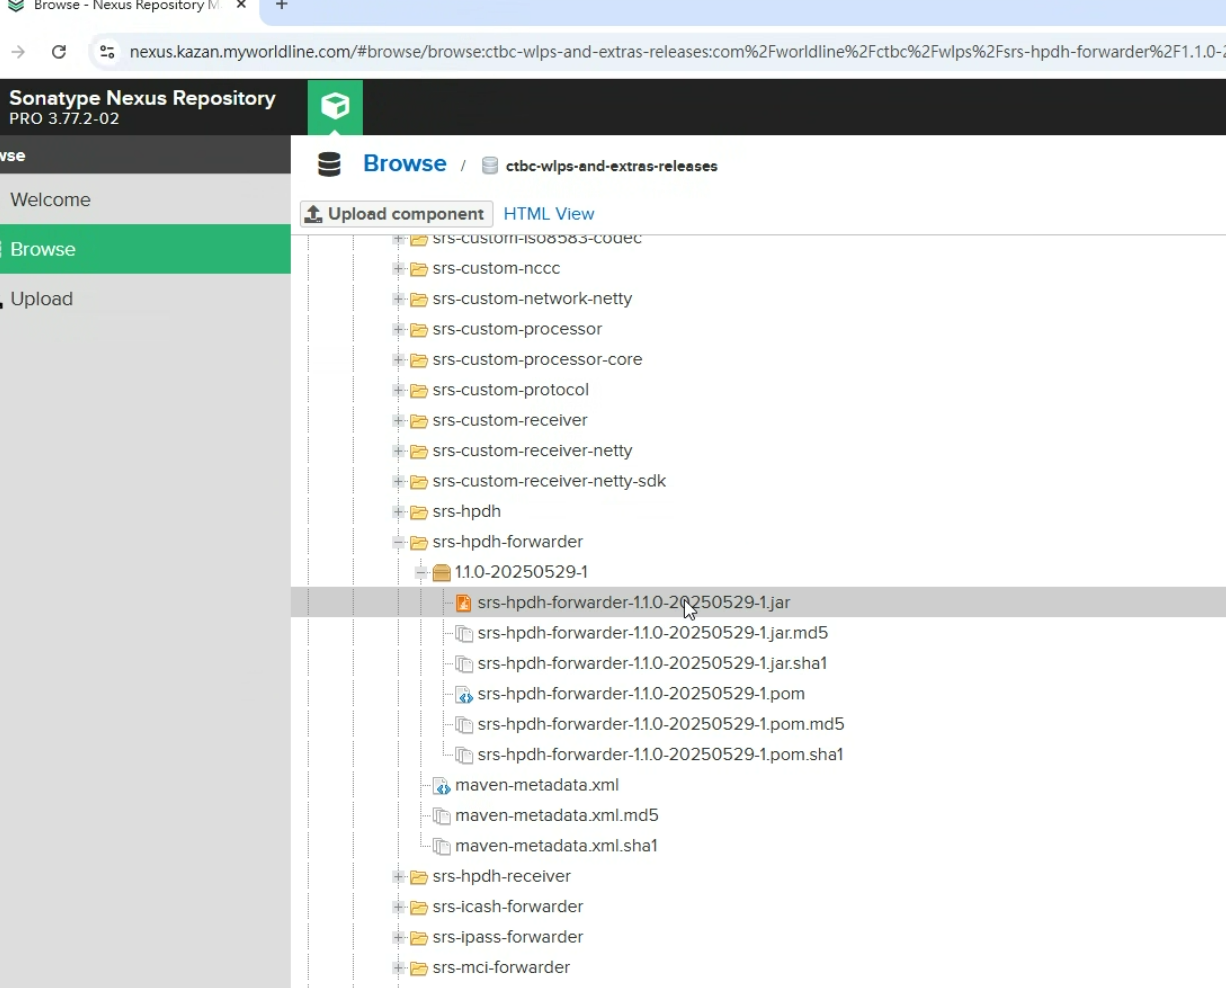 Browse - Nexus Repository M
nexus.kazan.myworldline.com/#browse/browse:ctbc-wlps-and-extras-releases:com%2Fworldline%2Fctbc%2Fwlps%2Fsrs-hpdh-forwarder%2F1.1.0-2
Sonatype Nexus Repository
PRO 3.77.2-02
wse
Browse / ctbc-wlps-and-extras-releases
Welcome
Upload component HTML View
Browse
Upload
srs-custom-iso8583-codec
srs-custom-nccc
srs-custom-network-netty
srs-custom-processor
srs-custom-processor-core
srs-custom-protocol
srs-custom-receiver
srs-custom-receiver-netty
srs-custom-receiver-netty-sdk
srs-hpdh
srs-hpdh-forwarder
1.1.0-20250529-1
srs-hpdh-forwarder-1.1.0-20250529-1.jar
srs-hpdh-forwarder-1.1.0-20250529-1.jar.md5
srs-hpdh-forwarder-1.1.0-20250529-1.jar.sha1
srs-hpdh-forwarder-1.1.0-20250529-1.pom
srs-hpdh-forwarder-1.1.0-20250529-1.pom.md5
srs-hpdh-forwarder-1.1.0-20250529-1.pom.sha1
maven-metadata.xml
maven-metadata.xml.md5
maven-metadata.xml.sha1
srs-hpdh-receiver
srs-icash-forwarder
srs-ipass-forwarder
srs-mci-forwarder